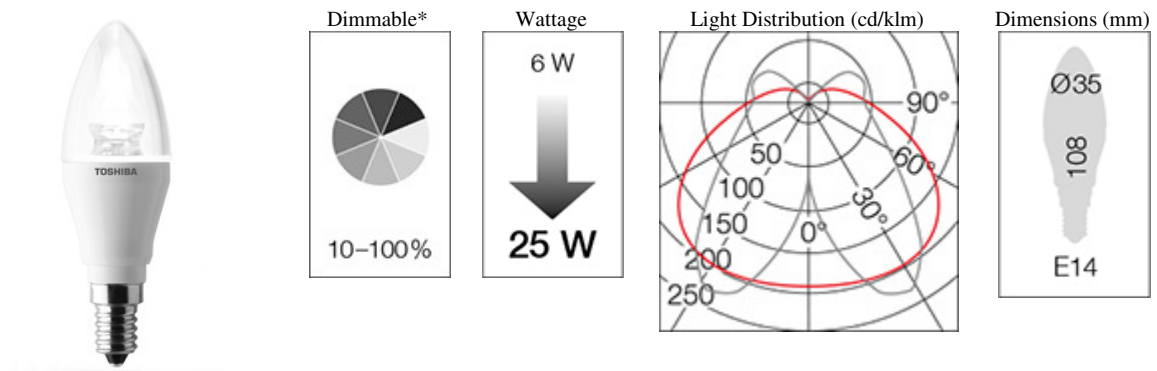 Dimmable*
Wattage
Light Distribution (cd/klm)
Dimensions (mm)
TOSHIBA
10–100%
6 W
25 W
90°
60°
30°
0°
50
100
150
200
250
Ø35
108
E14